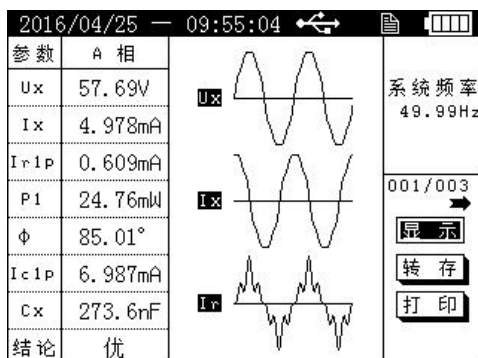 2016/04/25 — 09:55:04
参数 A 相
Ux 57.69V
Ix 4.978mA
Ir1p 0.609mA
P1 24.76mW
φ 85.01°
Ic1p 6.987mA
Cx 273.6nF
结论 优
Ux
Ix
Ir
系统频率
49.99Hz
001/003
显 示
转 存
打 印